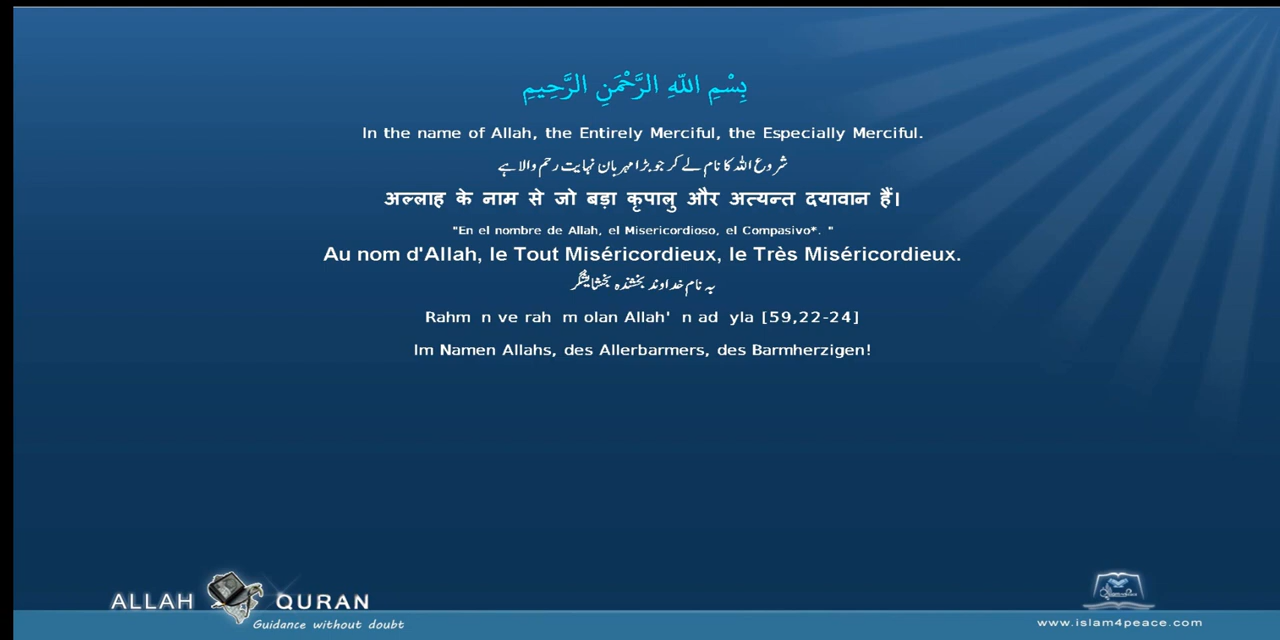 بِسْمِ اللّٰهِ الرَّحْمَنِ الرَّحِيمِ
In the name of Allah, the Entirely Merciful, the Especially Merciful.
شروع اللہ کا نام لے کر جو بڑا مہربان نہایت رحم والا ہے
अल्लाह के नाम से जो बड़ा कृपालु और अत्यन्त दयावान हैं।
"En el nombre de Allah, el Misericordioso, el Compasivo*. "
Au nom d'Allah, le Tout Miséricordieux, le Très Miséricordieux.
به نام خداوند بخشنده بخشایشگر
Rahm n ve rah m olan Allah' n ad yla [59,22-24]
Im Namen Allahs, des Allerbarmers, des Barmherzigen!
ALLAH QURAN
Guidance without doubt
www.islam4peace.com